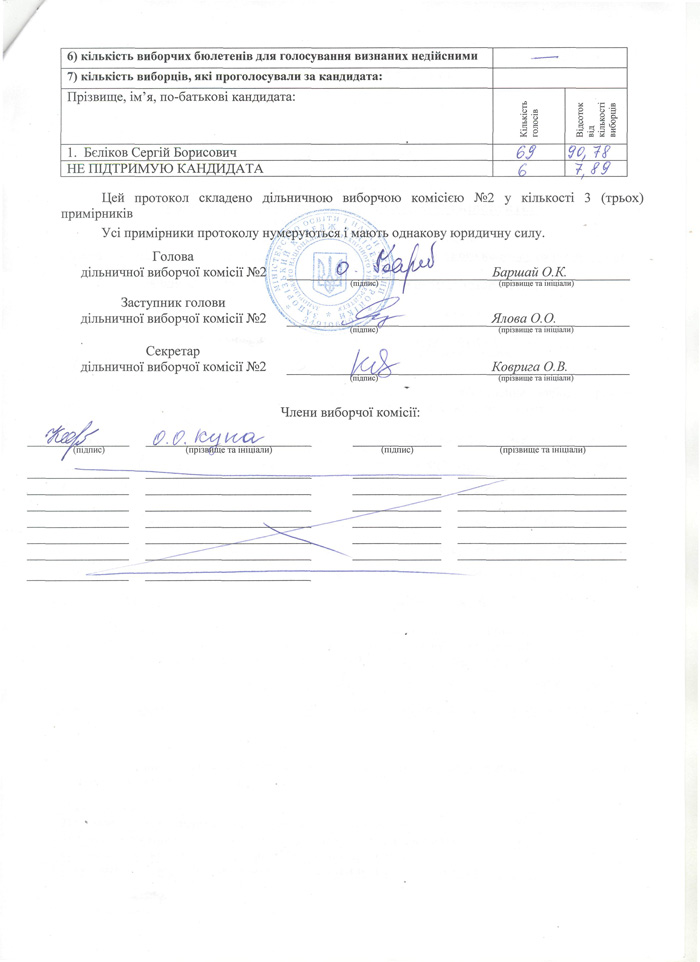 6) кількість виборчих бюлетенів для голосування визнаних недійсними —
7) кількість виборців, які проголосували за кандидата:
Прізвище, ім’я, по-батькові кандидата:
Кількість голосів
Відсоток від кількості виборців
1. Бєліков Сергій Борисович 69 90,78
НЕ ПІДТРИМУЮ КАНДИДАТА 6 7,89
Цей протокол складено дільничною виборчою комісією №2 у кількості 3 (трьох)
примірників
Усі примірники протоколу нумеруються і мають однакову юридичну силу.
Голова
дільничної виборчої комісії №2 Баршай О.К.
(підпис) (прізвище та ініціали)
Заступник голови
дільничної виборчої комісії №2 Ялова О.О.
(підпис) (прізвище та ініціали)
Секретар
дільничної виборчої комісії №2 Коврига О.В.
(підпис) (прізвище та ініціали)
Члени виборчої комісії:
О.О. Купа
(підпис) (прізвище та ініціали) (підпис) (прізвище та ініціали)